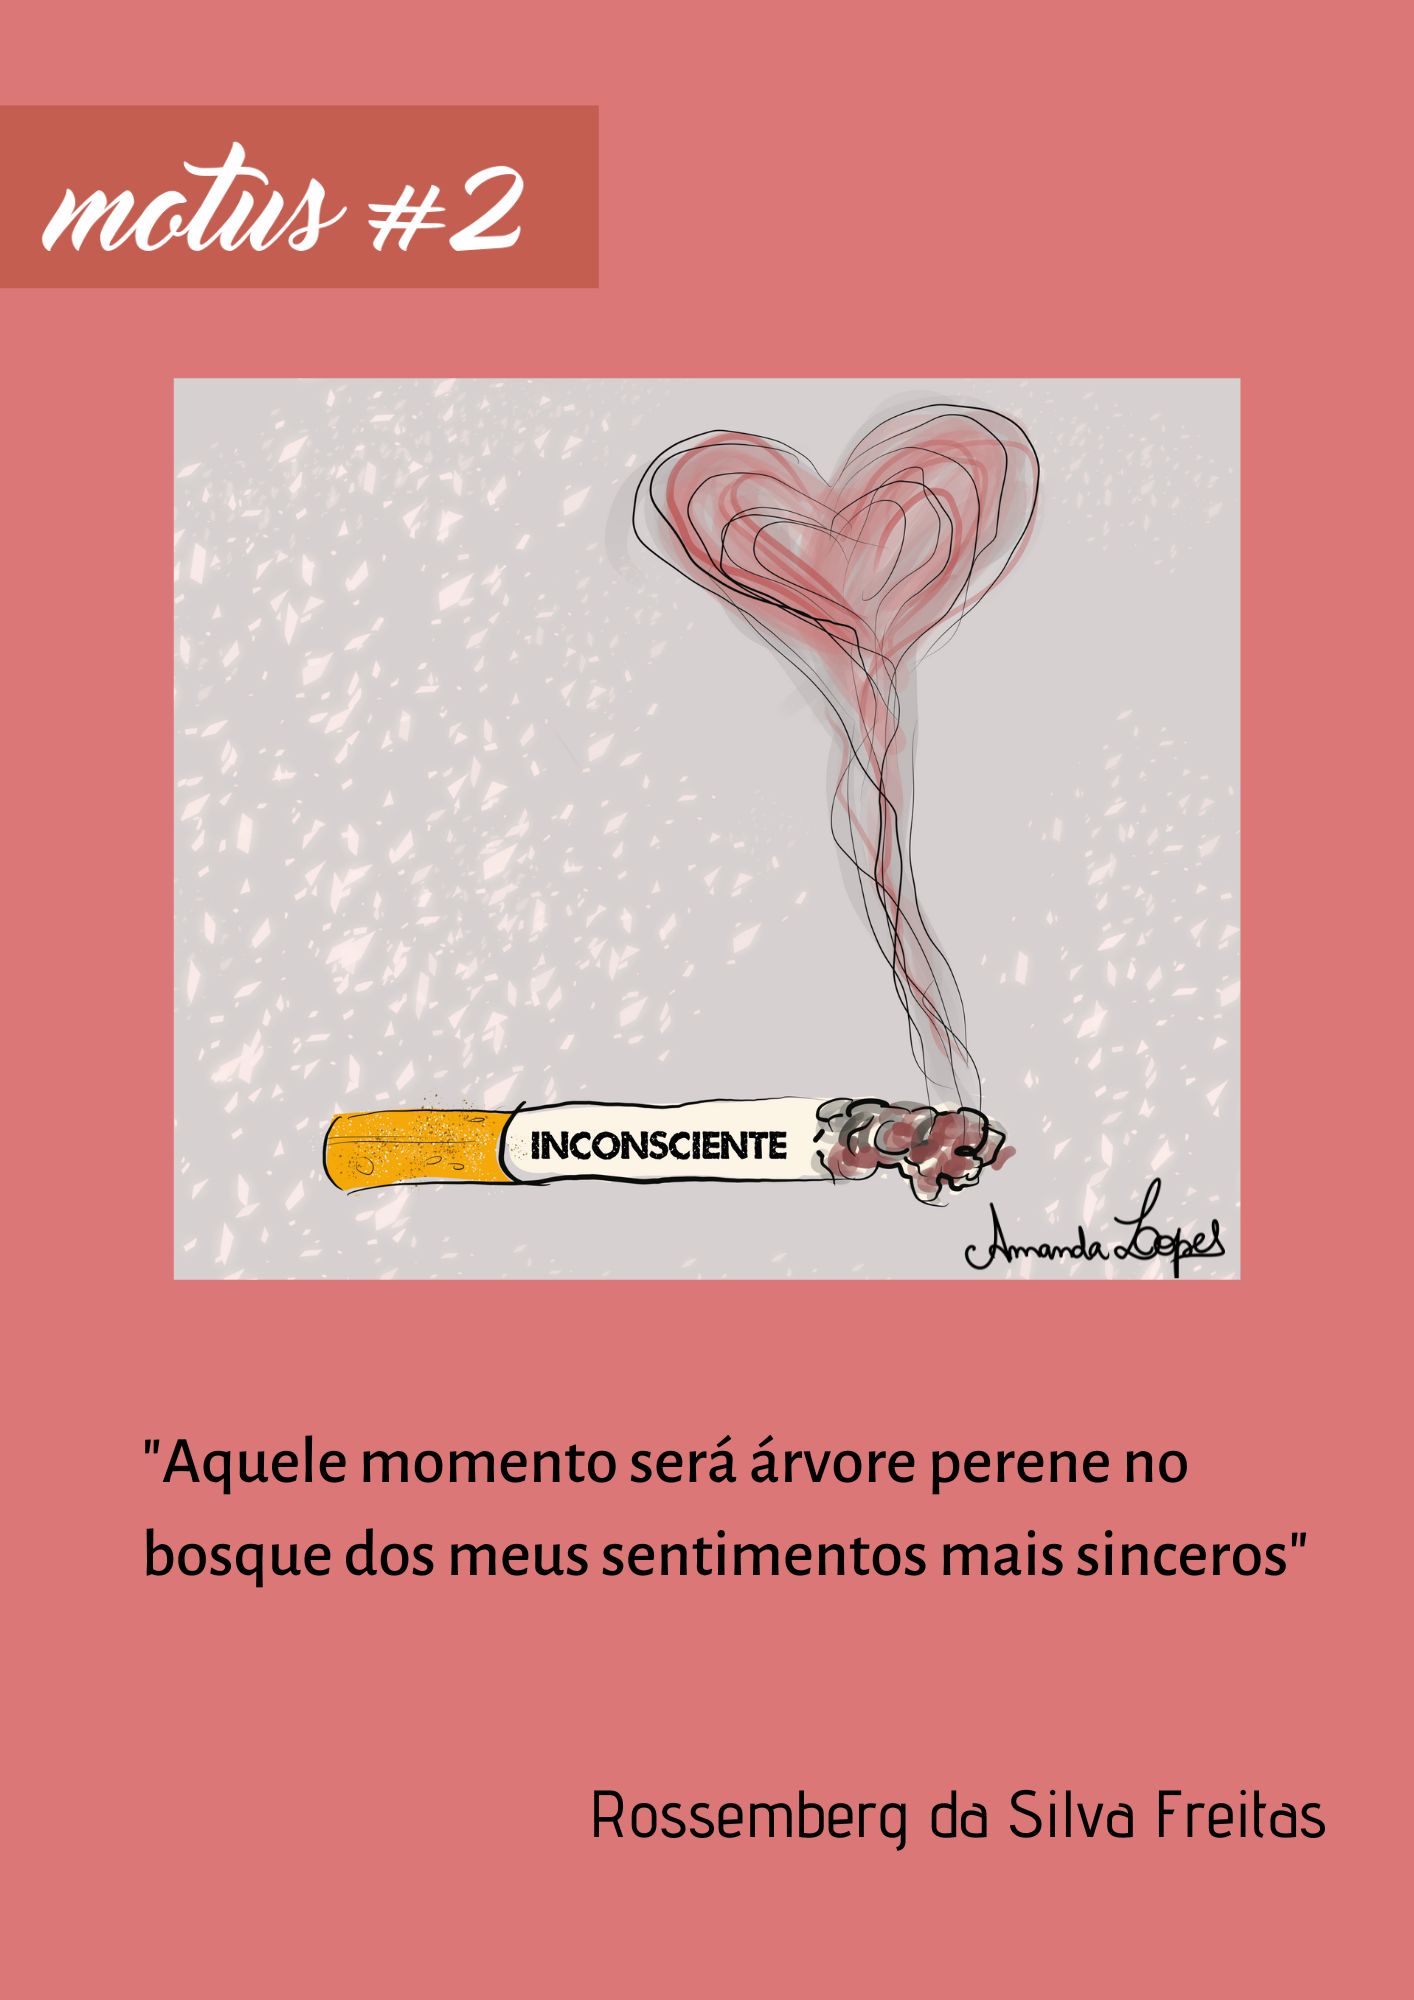 motus #2
INCONSCIENTE
Amanda Lopes
"Aquele momento será árvore perene no
bosque dos meus sentimentos mais sinceros"
Rossemberg da Silva Freitas